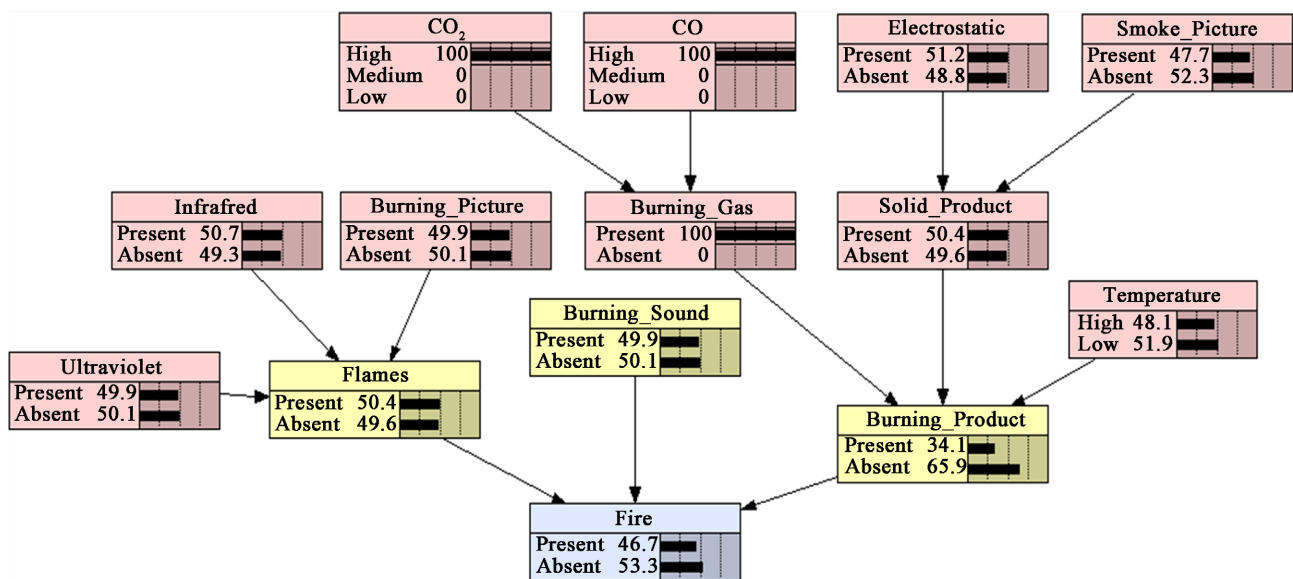 CO₂
High 100
Medium 0
Low 0
CO
High 100
Medium 0
Low 0
Electrostatic
Present 51.2
Absent 48.8
Smoke_Picture
Present 47.7
Absent 52.3
Infrafred
Present 50.7
Absent 49.3
Burning_Picture
Present 49.9
Absent 50.1
Burning_Gas
Present 100
Absent 0
Solid_Product
Present 50.4
Absent 49.6
Temperature
High 48.1
Low 51.9
Burning_Sound
Present 49.9
Absent 50.1
Ultraviolet
Present 49.9
Absent 50.1
Flames
Present 50.4
Absent 49.6
Burning_Product
Present 34.1
Absent 65.9
Fire
Present 46.7
Absent 53.3